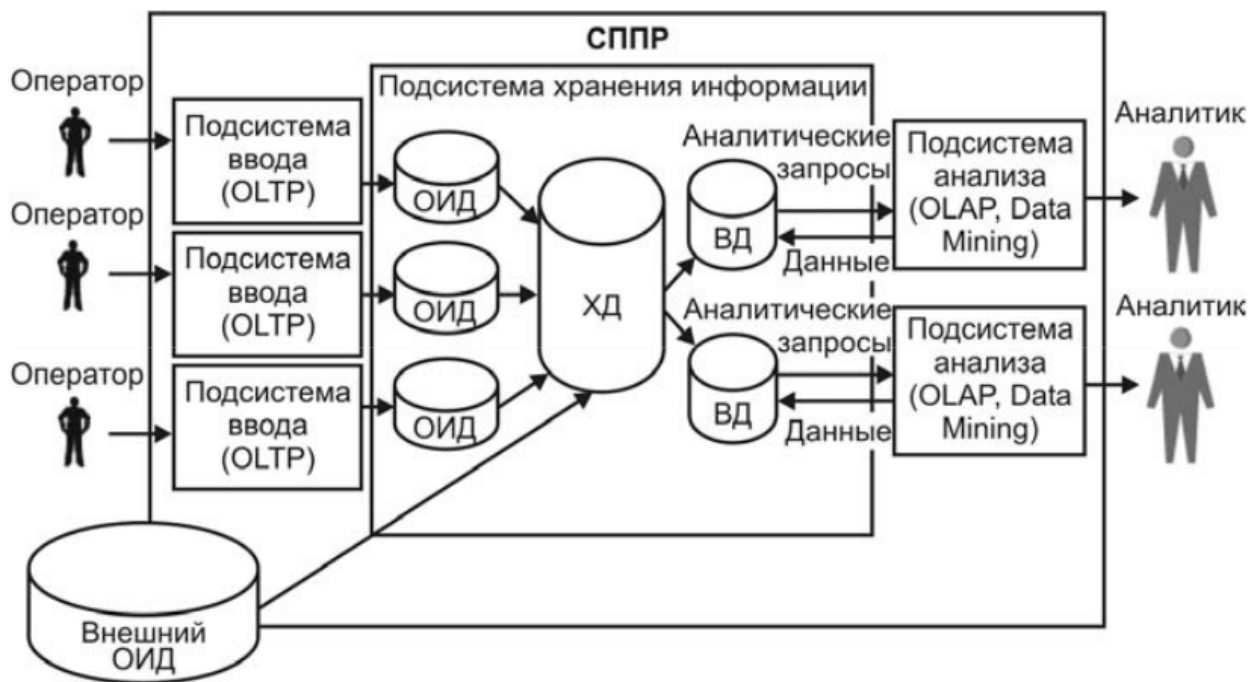 СППР
Оператор
Подсистема
ввода
(OLTP)
Оператор
Подсистема
ввода
(OLTP)
Оператор
Подсистема
ввода
(OLTP)
Внешний
ОИД
Подсистема хранения информации
ОИД
ОИД
ОИД
ХД
Аналитические
запросы
ВД
Данные
Аналитические
запросы
ВД
Данные
Подсистема
анализа
(OLAP, Data
Mining)
Аналитик
Подсистема
анализа
(OLAP, Data
Mining)
Аналитик